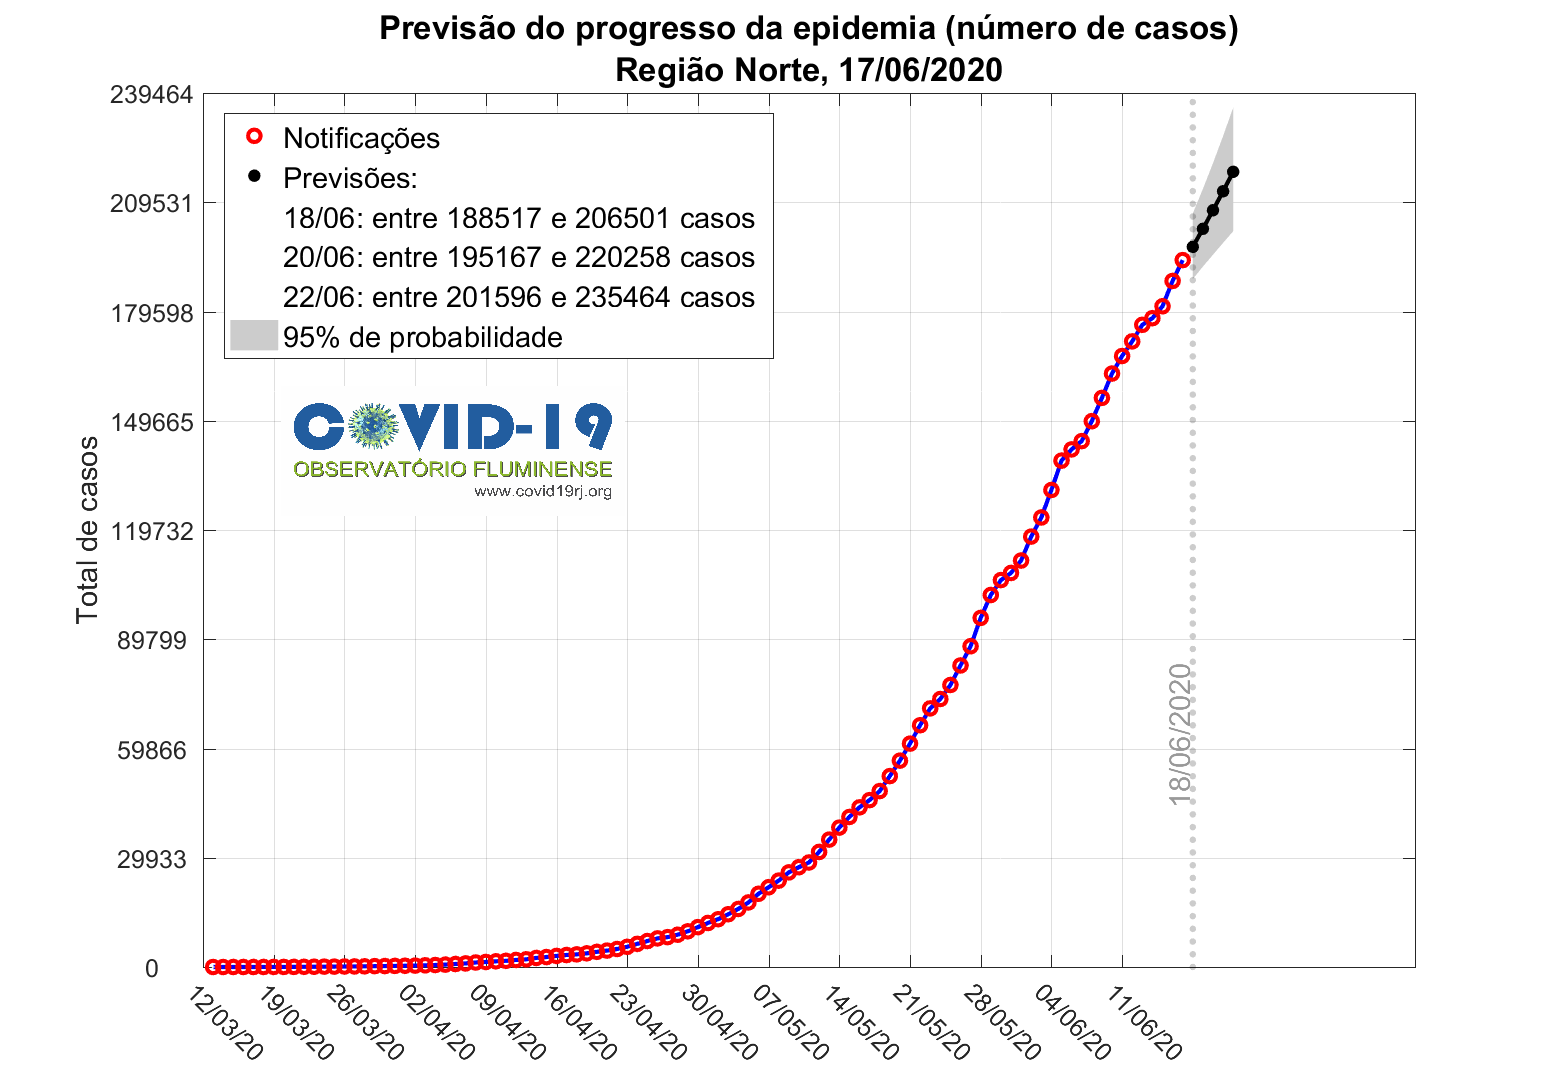 Previsão do progresso da epidemia (número de casos)
Região Norte, 17/06/2020
239464
209531
179598
149665
119732
89799
59866
29933
0
Total de casos
Notificações
Previsões:
18/06: entre 188517 e 206501 casos
20/06: entre 195167 e 220258 casos
22/06: entre 201596 e 235464 casos
95% de probabilidade
COVID-19
OBSERVATÓRIO FLUMINENSE
www.covid19rj.org
18/06/2020
12/03/20
19/03/20
26/03/20
02/04/20
09/04/20
16/04/20
23/04/20
30/04/20
07/05/20
14/05/20
21/05/20
28/05/20
04/06/20
11/06/20